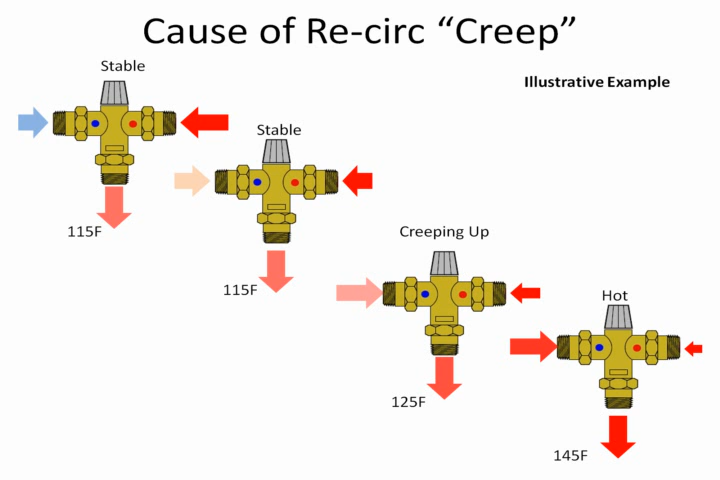 Cause of Re-circ “Creep”
Stable
Illustrative Example
Stable
115F
Creeping Up
115F
Hot
125F
145F